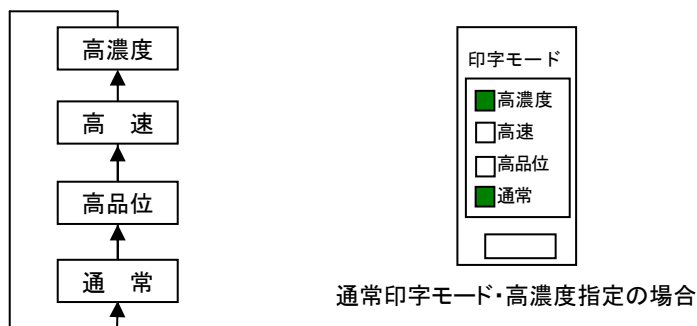 高濃度
高　速
高品位
通　常
印字モード
高濃度
高速
高品位
通常
通常印字モード・高濃度指定の場合